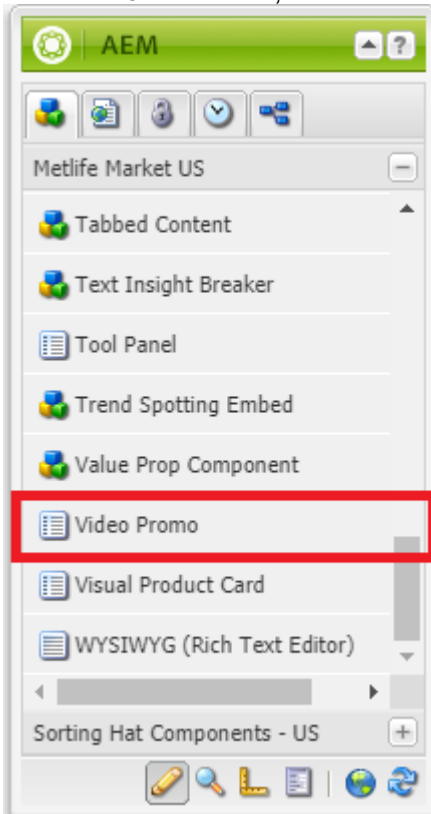 AEM
?
Metlife Market US
Tabbed Content
Text Insight Breaker
Tool Panel
Trend Spotting Embed
Value Prop Component
Video Promo
Visual Product Card
WYSIWYG (Rich Text Editor)
Sorting Hat Components - US